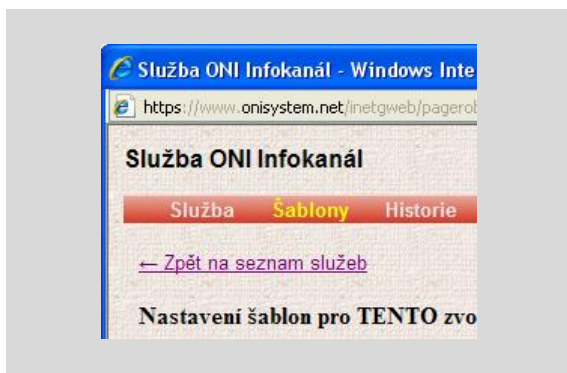 Služba ONI Infokanál - Windows Inte
https://www.onisystem.net/inetgweb/pagerob
Služba ONI Infokanál
Služba Šablony Historie
← Zpět na seznam služeb
Nastavení šablon pro TENTO zvo